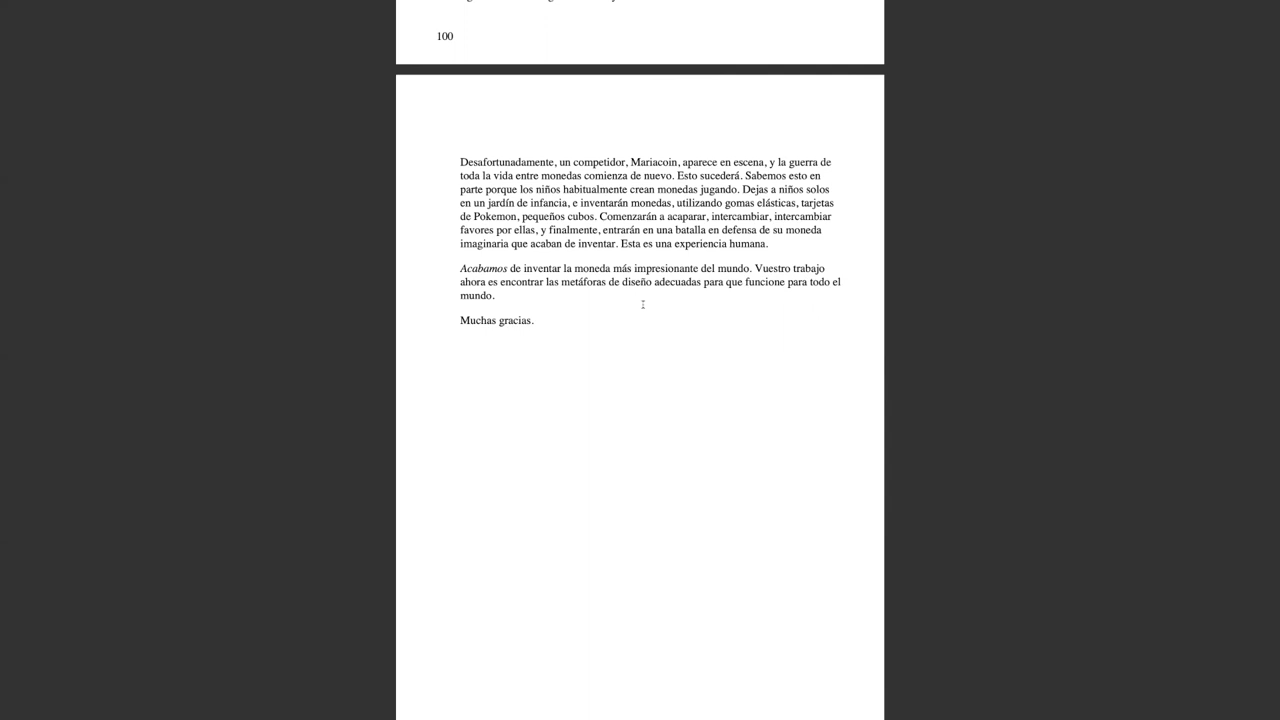 100
Desafortunadamente, un competidor, Mariacoin, aparece en escena, y la guerra de
toda la vida entre monedas comienza de nuevo. Esto sucederá. Sabemos esto en
parte porque los niños habitualmente crean monedas jugando. Dejas a niños solos
en un jardín de infancia, e inventarán monedas, utilizando gomas elásticas, tarjetas
de Pokemon, pequeños cubos. Comenzarán a acaparar, intercambiar, intercambiar
favores por ellas, y finalmente, entrarán en una batalla en defensa de su moneda
imaginaria que acaban de inventar. Esta es una experiencia humana.
Acabamos de inventar la moneda más impresionante del mundo. Vuestro trabajo
ahora es encontrar las metáforas de diseño adecuadas para que funcione para todo el
mundo.
Muchas gracias.